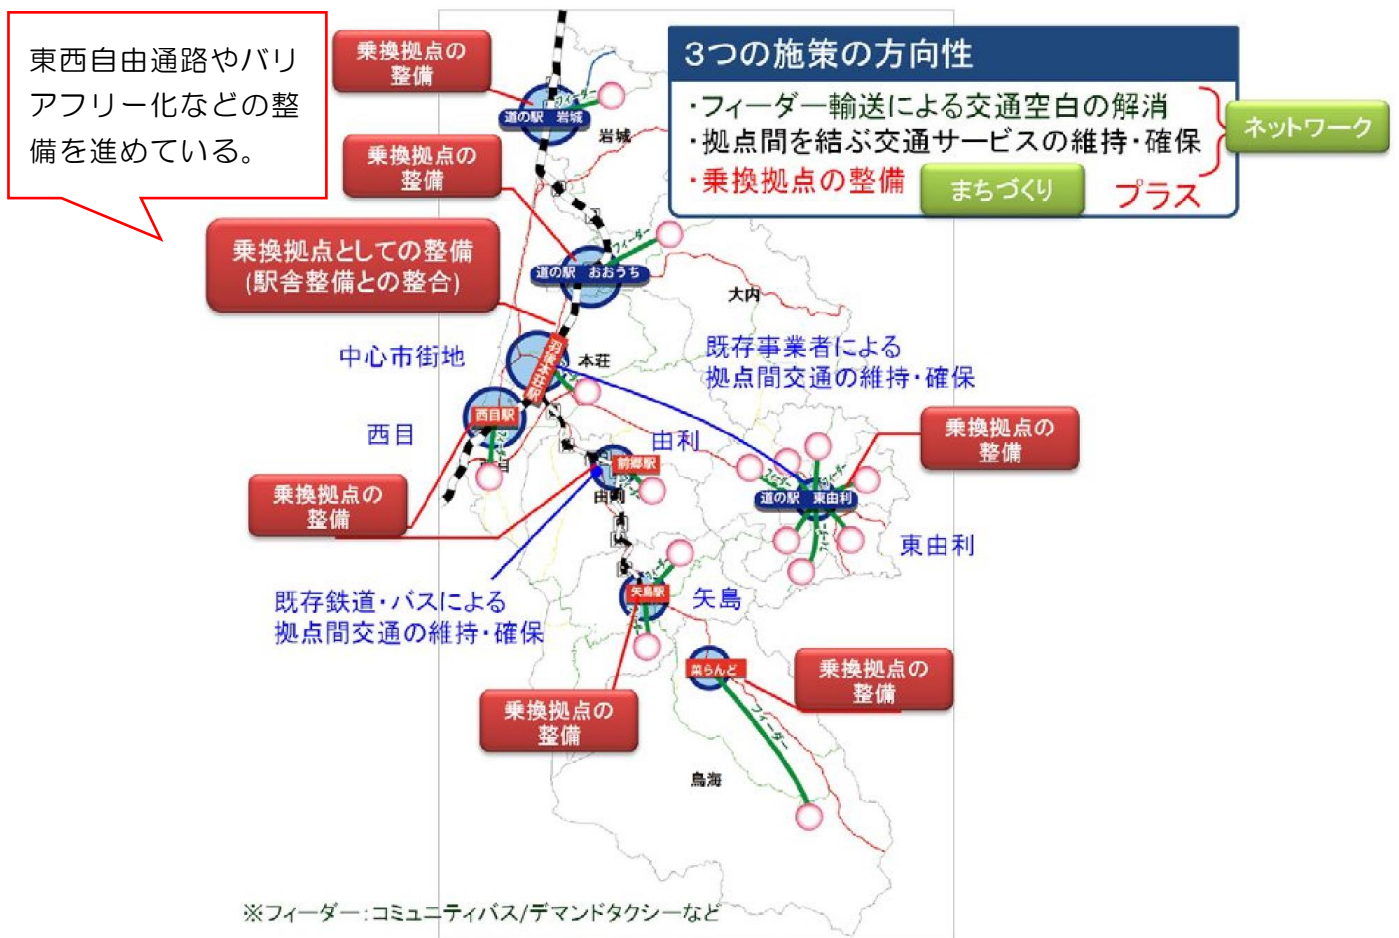 東西自由通路やバリ
アフリー化などの整
備を進めている。
乗換拠点の
整備
3つの施策の方向性
・フィーダー輸送による交通空白の解消
・拠点間を結ぶ交通サービスの維持・確保
・乗換拠点の整備
まちづくり
プラス
ネットワーク
フィーダー
道の駅 岩城
岩城
乗換拠点の
整備
乗換拠点としての整備
(駅舎整備との整合)
フィーダー
道の駅 おおうち
大内
中心市街地
羽後本荘駅
本荘
既存事業者による
拠点間交通の維持・確保
西目駅
西目
由利
前郷駅
由利
乗換拠点の
整備
乗換拠点の
整備
道の駅 東由利
東由利
既存鉄道・バスによる
拠点間交通の維持・確保
フィーダー
矢島駅
矢島
菜らんど
乗換拠点の
整備
乗換拠点の
整備
フィーダー
鳥海
※フィーダー:コミュニティバス/デマンドタクシーなど